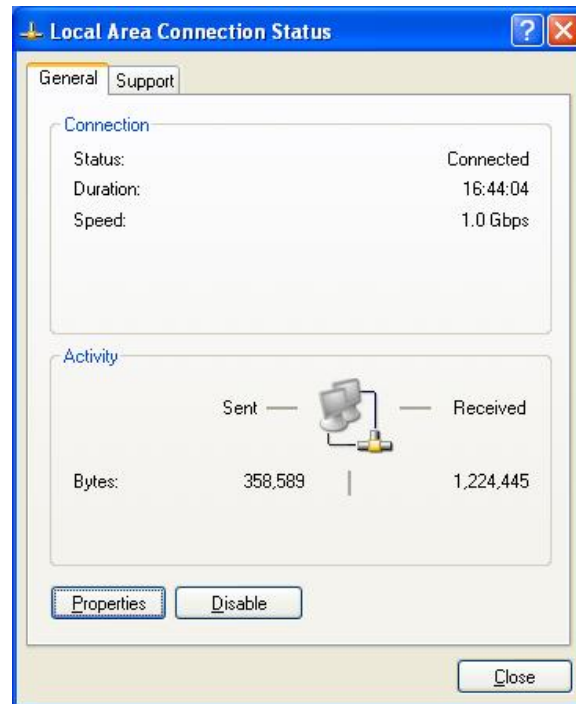 Local Area Connection Status
General Support
Connection
Status: Connected
Duration: 16:44:04
Speed: 1.0 Gbps
Activity
Sent Received
Bytes: 358,589 1,224,445
Properties Disable
Close